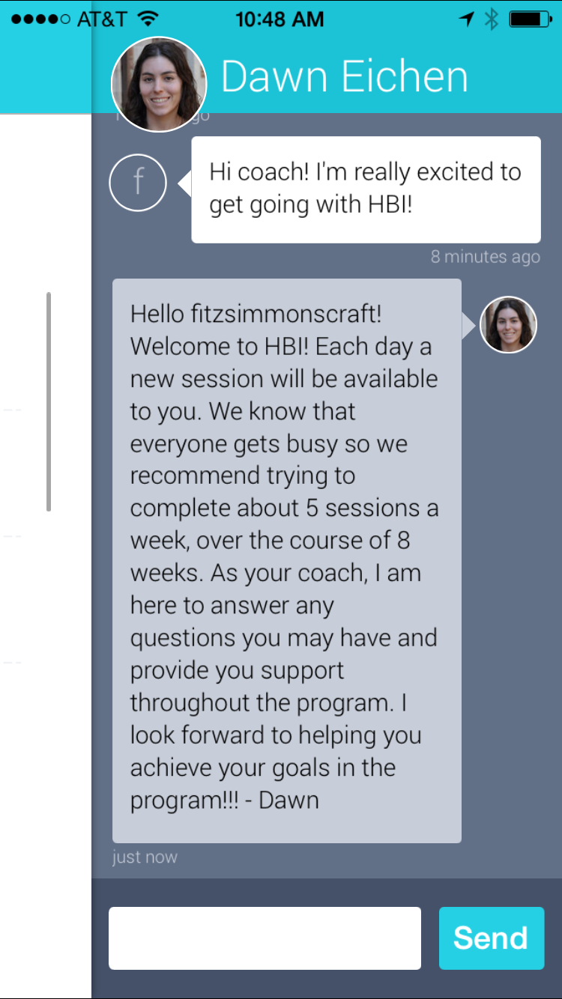 AT&T 10:48 AM
Dawn Eichen
go
f
Hi coach! I'm really excited to
get going with HBI!
8 minutes ago
Hello fitzsimmonscraft!
Welcome to HBI! Each day a
new session will be available
to you. We know that
everyone gets busy so we
recommend trying to
complete about 5 sessions a
week, over the course of 8
weeks. As your coach, I am
here to answer any
questions you may have and
provide you support
throughout the program. I
look forward to helping you
achieve your goals in the
program!!! - Dawn
just now
Send